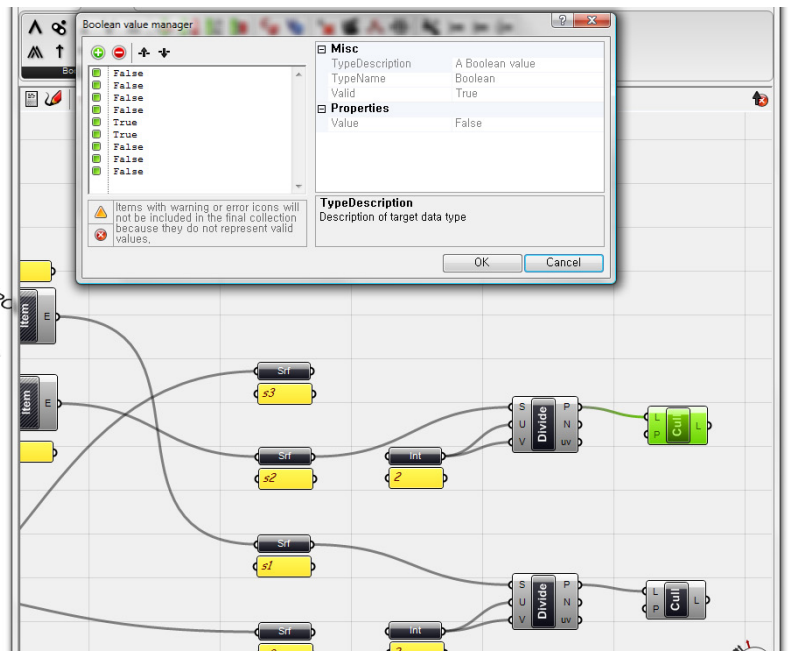 Boolean value manager
?
X
Bo
False
False
False
False
True
True
False
False
False
Misc
TypeDescription A Boolean value
TypeName Boolean
Valid True
Properties
Value False
Items with warning or error icons will
not be included in the final collection
because they do not represent valid
values.
TypeDescription
Description of target data type
OK Cancel
Item E
Item E
Srf
s3
S U V Divide P N uv
L P Cull L
Srf
s2
Int
2
Srf
s1
S U V Divide P N uv
L P Cull L
Srf
Int
2